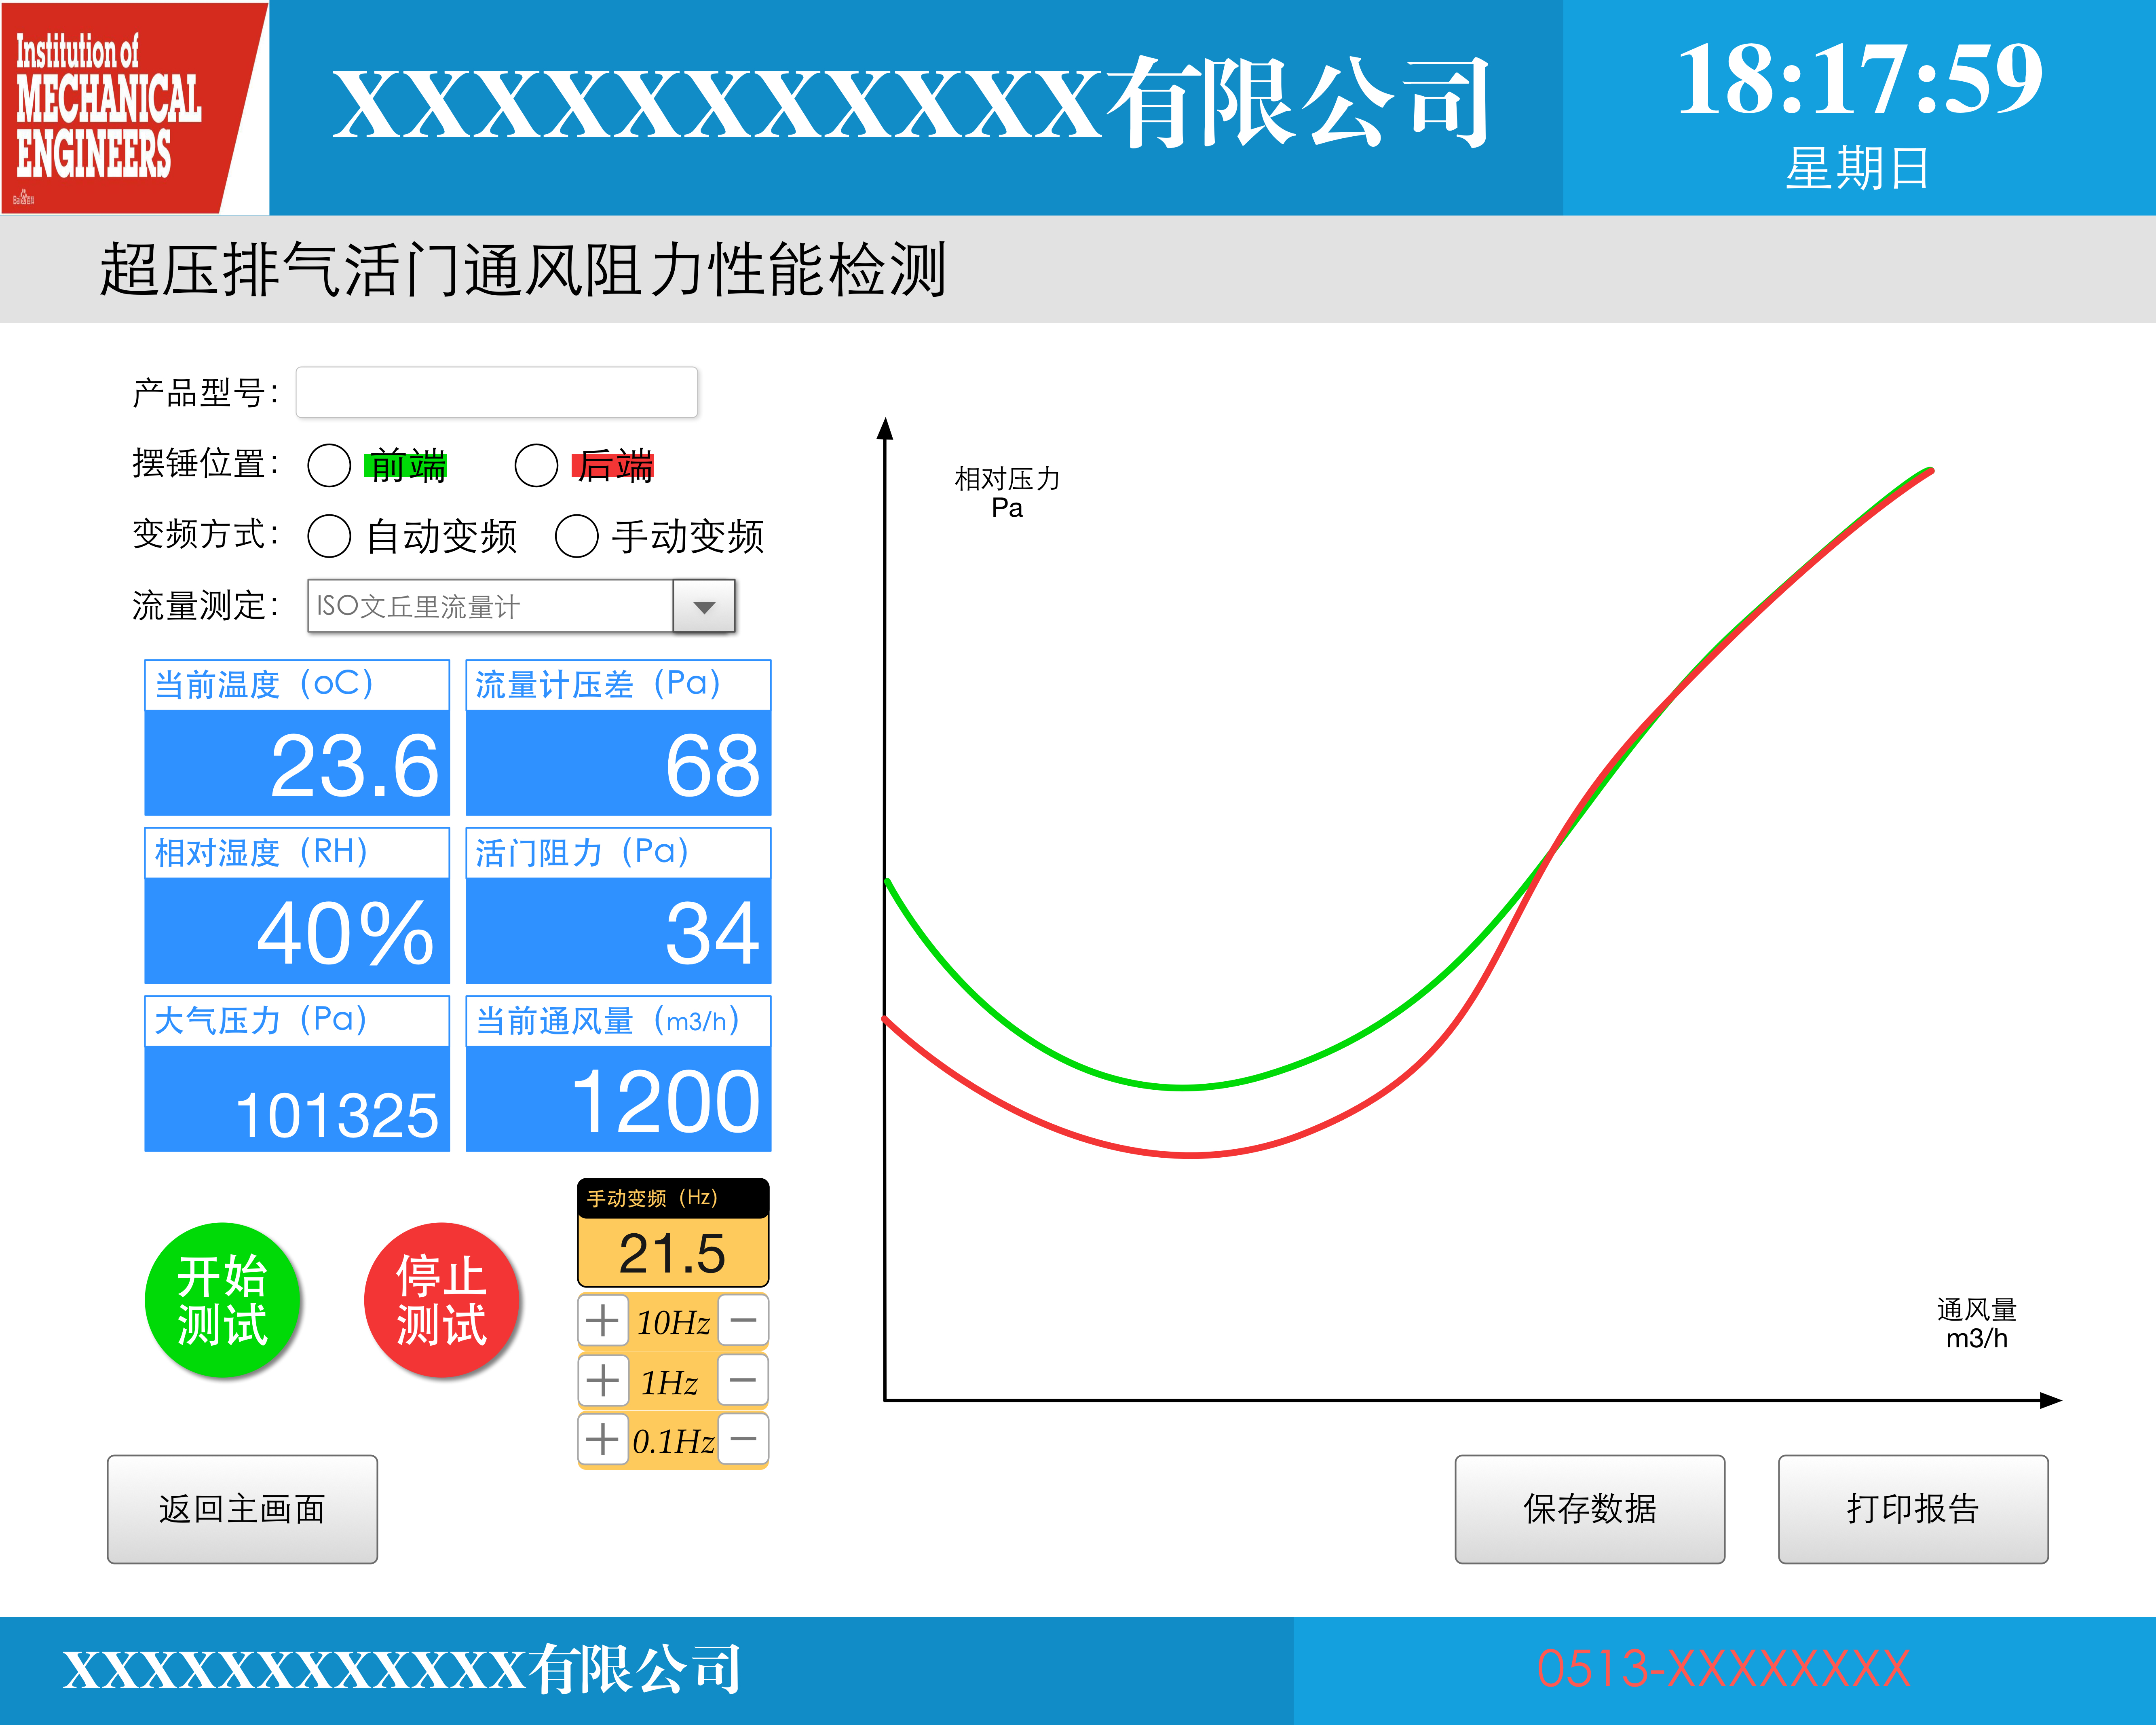 Institution of
MECHANICAL
ENGINEERS
XXXXXXXXXXX有限公司
18:17:59
星期日
超压排气活门通风阻力性能检测
产品型号：
摆锤位置： 前端 后端
变频方式： 自动变频 手动变频
流量测定： ISO文丘里流量计
当前温度（oC） 流量计压差（Pa）
23.6 68
相对湿度（RH） 活门阻力（Pa）
40% 34
大气压力（Pa） 当前通风量（m3/h）
101325 1200
开始
测试
停止
测试
手动变频（Hz）
21.5
+ 10Hz −
+ 1Hz −
+ 0.1Hz −
相对压力
Pa
通风量
m3/h
返回主画面 保存数据 打印报告
XXXXXXXXXXXX有限公司 0513-XXXXXXXX